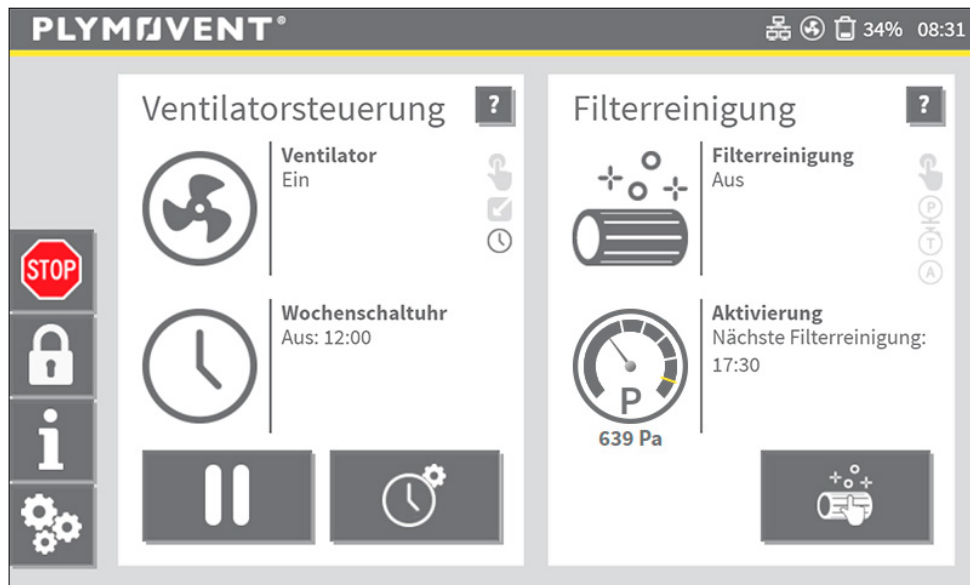 PLYMOVENT®
34% 08:31
Ventilatorsteuerung ?
Ventilator
Ein
Wochenschaltuhr
Aus: 12:00
Filterreinigung ?
Filterreinigung
Aus
P
T
A
Aktivierung
Nächste Filterreinigung:
17:30
P
639 Pa
STOP
i